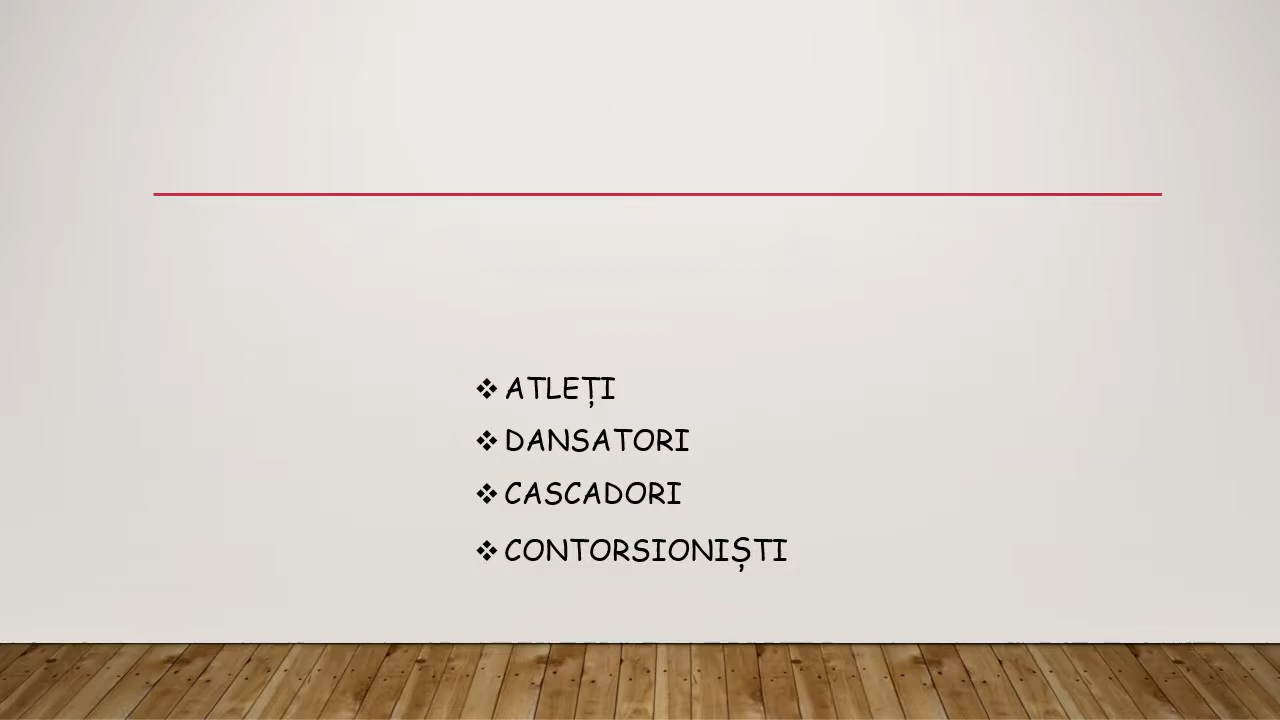 ❖ ATLEȚI
❖ DANSATORI
❖ CASCADORI
❖ CONTORSIONIȘTI